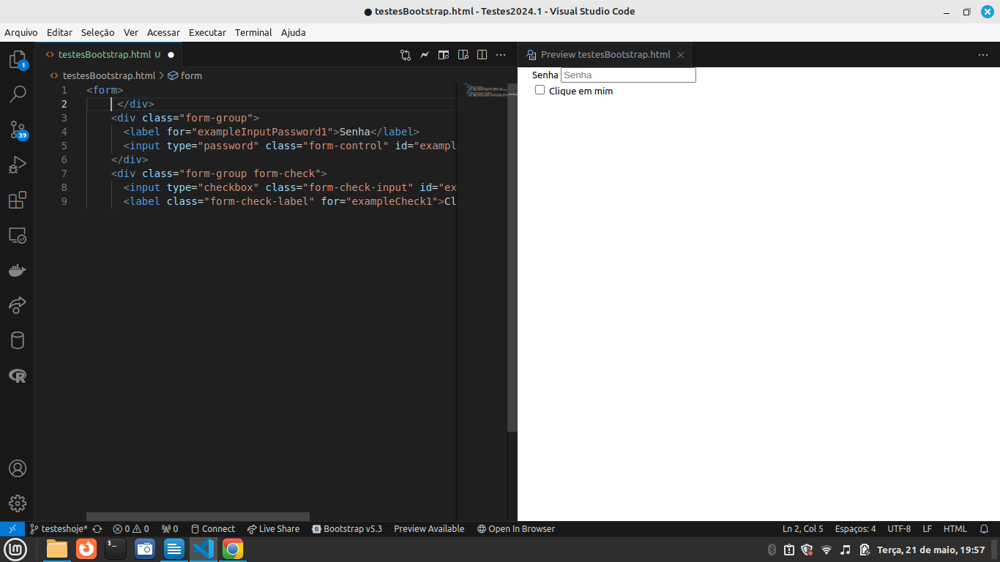 ● testesBootstrap.html - Testes2024.1 - Visual Studio Code
Arquivo Editar Seleção Ver Acessar Executar Terminal Ajuda
testesBootstrap.html U
Preview testesBootstrap.html
testesBootstrap.html > form
1 <form>
2 </div>
3 <div class="form-group">
4 <label for="exampleInputPassword1">Senha</label>
5 <input type="password" class="form-control" id="exampl
6 </div>
7 <div class="form-group form-check">
8 <input type="checkbox" class="form-check-input" id="ex
9 <label class="form-check-label" for="exampleCheck1">Cl
Senha Senha
Clique em mim
1
39
R
testeshoje* 0 0 0 Connect Live Share B Bootstrap v5.3 Preview Available Open In Browser Ln 2, Col 5 Espaços: 4 UTF-8 LF HTML
Terça, 21 de maio, 19:57